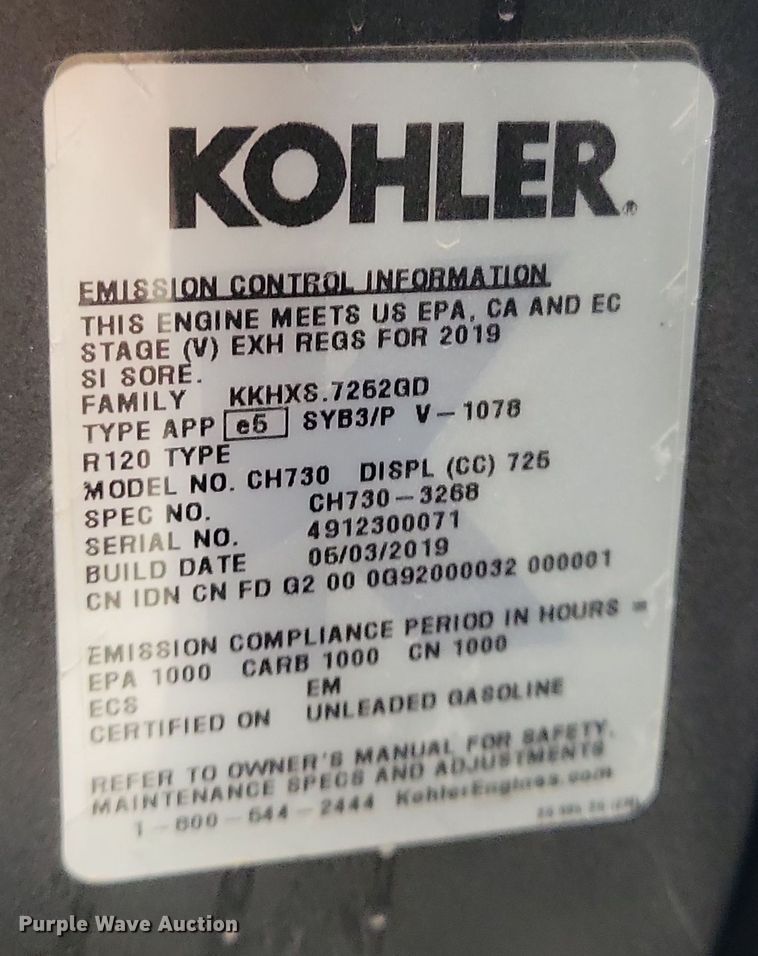 KOHLER®
EMISSION CONTROL INFORMATION
THIS ENGINE MEETS US EPA, CA AND EC
STAGE (V) EXH REGS FOR 2019
SI SORE.
FAMILY KKHXS.7252GD
TYPE APP e5 SYB3/P V-1078
R120 TYPE
MODEL NO. CH730 DISPL (CC) 725
SPEC NO. CH730-3268
SERIAL NO. 4912300071
BUILD DATE 05/03/2019
CN IDN CN FD G2 00 0G92000032 000001
EMISSION COMPLIANCE PERIOD IN HOURS =
EPA 1000 CARB 1000 CN 1000
ECS EM
CERTIFIED ON UNLEADED GASOLINE
REFER TO OWNER'S MANUAL FOR SAFETY,
MAINTENANCE SPECS AND ADJUSTMENTS
1-800-544-2444 KohlerEngines.com
Purple Wave Auction